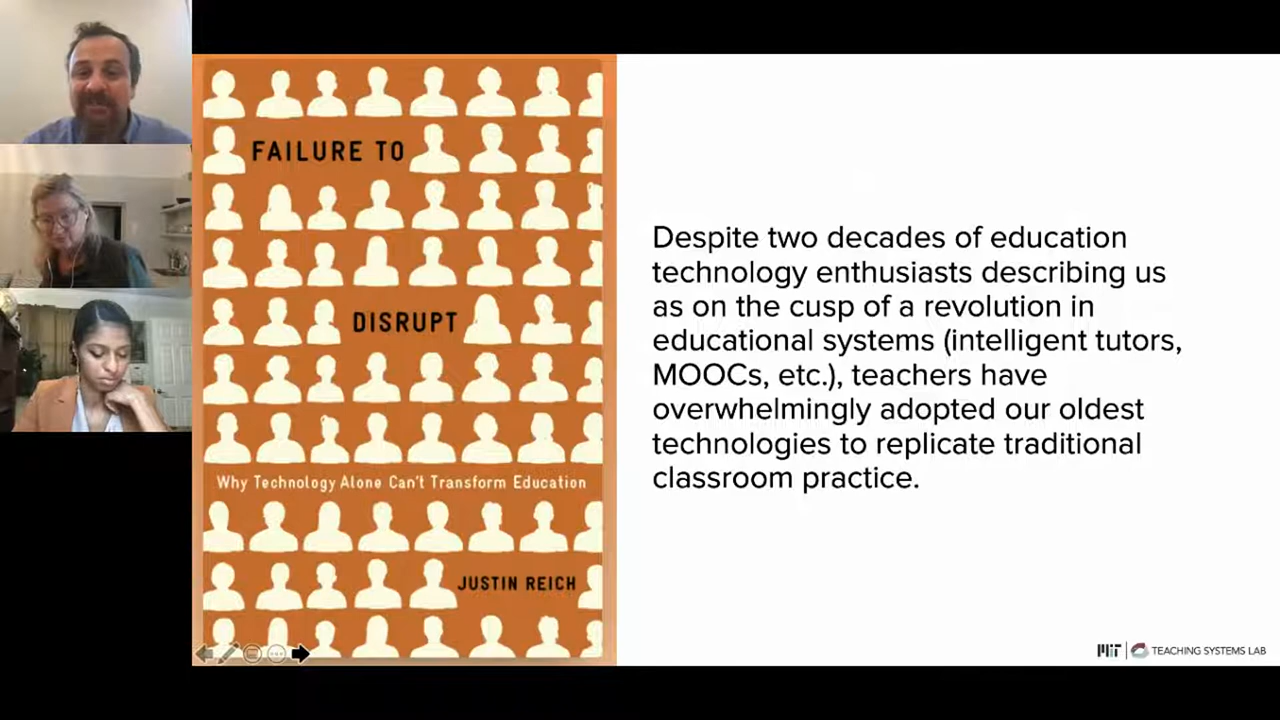 FAILURE TO
DISRUPT
Why Technology Alone Can't Transform Education
JUSTIN REICH
Despite two decades of education
technology enthusiasts describing us
as on the cusp of a revolution in
educational systems (intelligent tutors,
MOOCs, etc.), teachers have
overwhelmingly adopted our oldest
technologies to replicate traditional
classroom practice.
MIT TEACHING SYSTEMS LAB